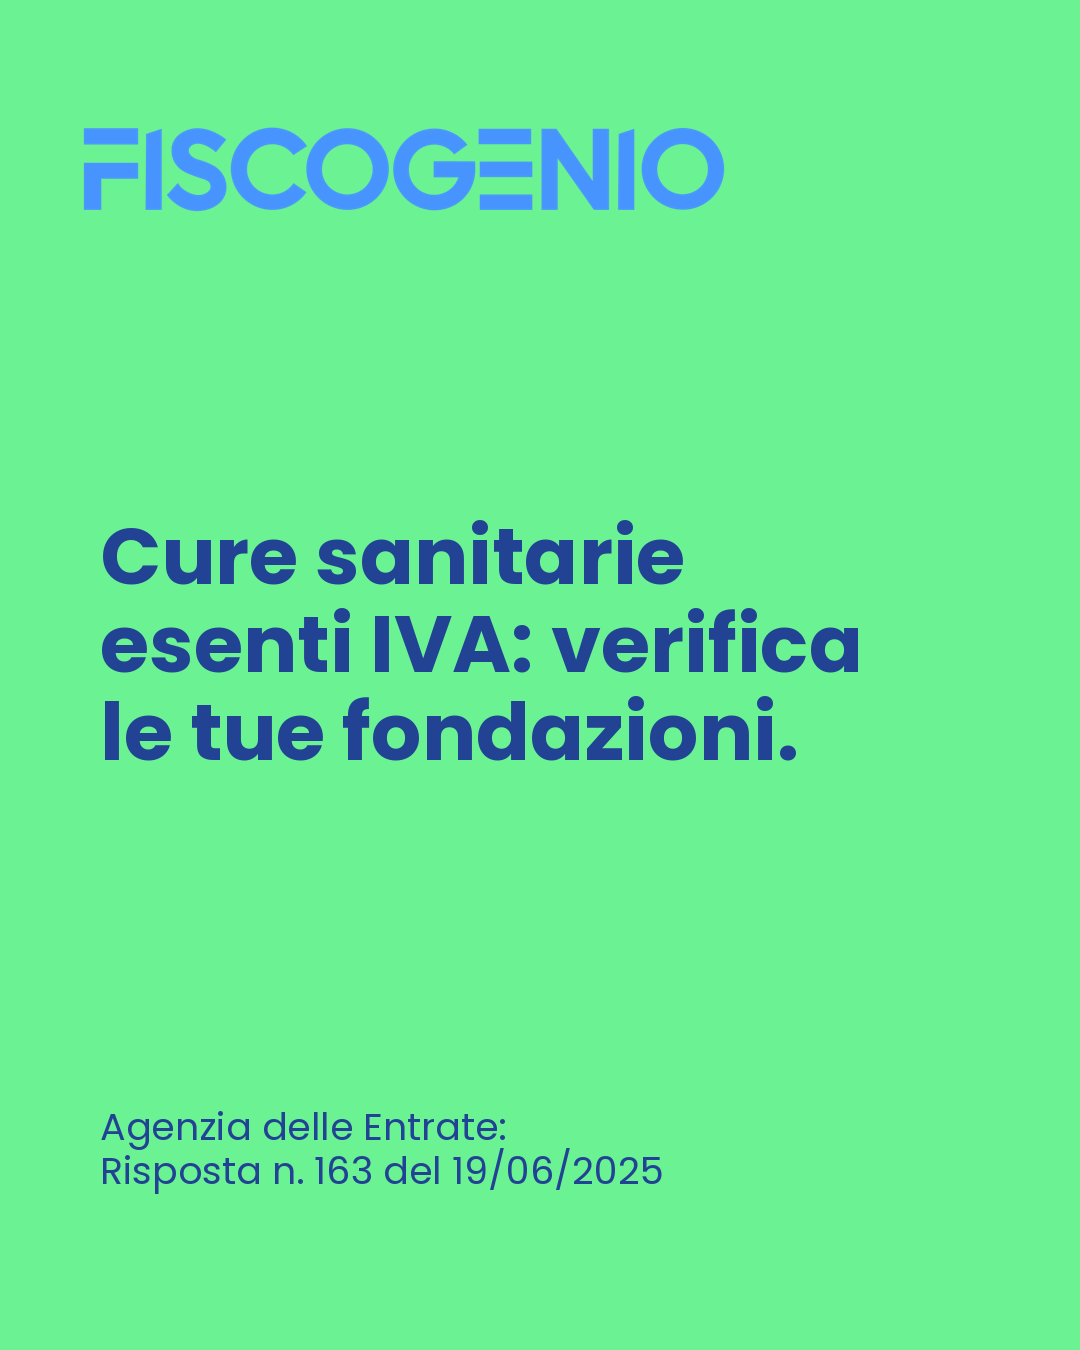 FISCOGENIO
Cure sanitarie
esenti IVA: verifica
le tue fondazioni.
Agenzia delle Entrate:
Risposta n. 163 del 19/06/2025